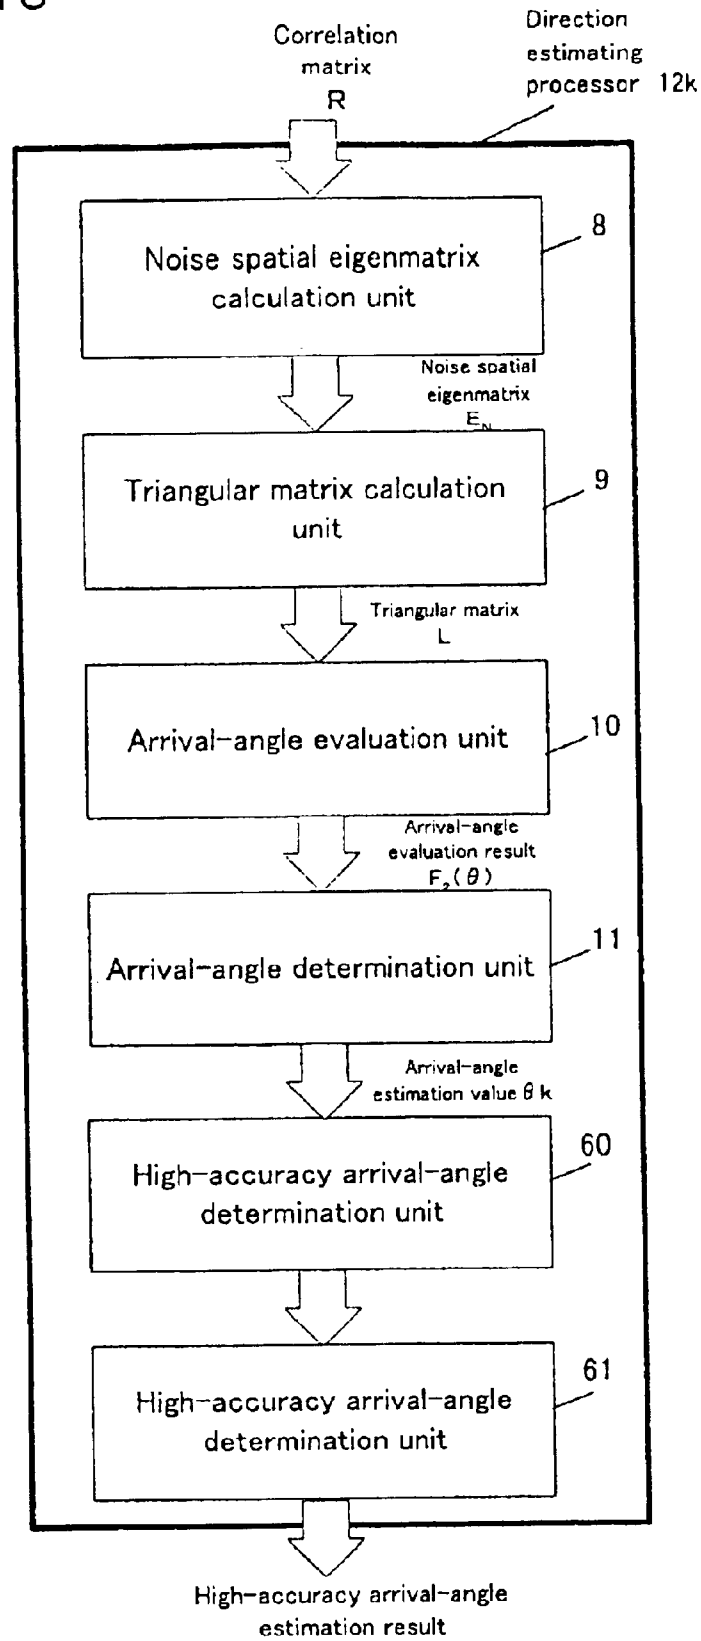 Correlation
matrix
R
Direction
estimating
processor 12k
8
Noise spatial eigenmatrix
calculation unit
Noise spatial
eigenmatrix
E_N
9
Triangular matrix calculation
unit
Triangular matrix
L
10
Arrival-angle evaluation unit
Arrival-angle
evaluation result
F₂(θ)
11
Arrival-angle determination unit
Arrival-angle
estimation value θk
60
High-accuracy arrival-angle
determination unit
61
High-accuracy arrival-angle
determination unit
High-accuracy arrival-angle
estimation result